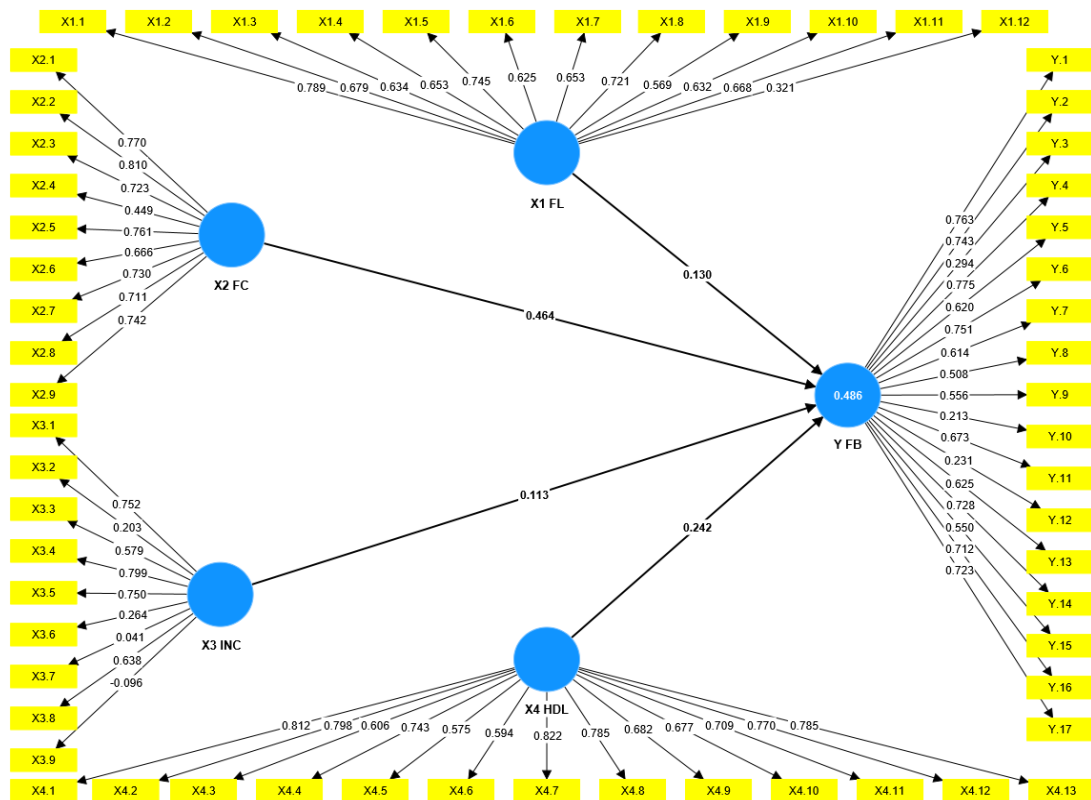 X1.1 X1.2 X1.3 X1.4 X1.5 X1.6 X1.7 X1.8 X1.9 X1.10 X1.11 X1.12
0.789 0.679 0.634 0.653 0.745 0.625 0.653 0.721 0.569 0.632 0.668 0.321
X1 FL
X2.1
X2.2
X2.3
X2.4
X2.5
X2.6
X2.7
X2.8
X2.9
0.770
0.810
0.723
0.449
0.761
0.666
0.730
0.711
0.742
X2 FC
X3.1
X3.2
X3.3
X3.4
X3.5
X3.6
X3.7
X3.8
X3.9
0.752
0.203
0.579
0.799
0.750
0.264
0.041
0.638
-0.096
X3 INC
0.130
0.464
0.113
0.242
0.486
Y FB
0.763
0.743
0.294
0.775
0.620
0.751
0.614
0.508
0.556
0.213
0.673
0.231
0.625
0.728
0.550
0.712
0.723
Y.1
Y.2
Y.3
Y.4
Y.5
Y.6
Y.7
Y.8
Y.9
Y.10
Y.11
Y.12
Y.13
Y.14
Y.15
Y.16
Y.17
X4 HDL
0.812 0.798 0.606 0.743 0.575 0.594 0.822 0.785 0.682 0.677 0.709 0.770 0.785
X4.1 X4.2 X4.3 X4.4 X4.5 X4.6 X4.7 X4.8 X4.9 X4.10 X4.11 X4.12 X4.13